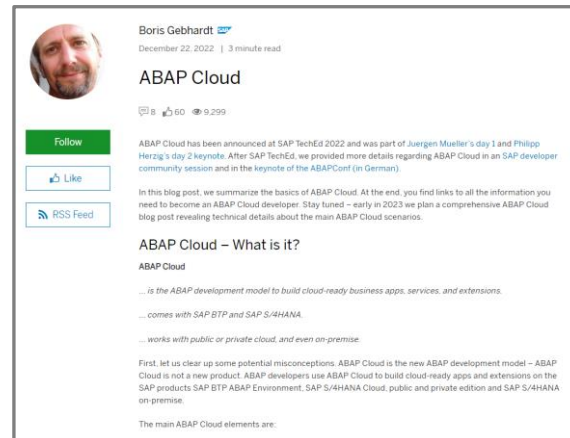 Boris Gebhardt SAP
December 22, 2022 | 3 minute read
ABAP Cloud
8 60 9,299
Follow
Like
RSS Feed
ABAP Cloud has been announced at SAP TechEd 2022 and was part of Juergen Mueller's day 1 and Philipp
Herzig's day 2 keynote. After SAP TechEd, we provided more details regarding ABAP Cloud in an SAP developer
community session and in the keynote of the ABAPConf (in German).
In this blog post, we summarize the basics of ABAP Cloud. At the end, you find links to all the information you
need to become an ABAP Cloud developer. Stay tuned – early in 2023 we plan a comprehensive ABAP Cloud
blog post revealing technical details about the main ABAP Cloud scenarios.
ABAP Cloud – What is it?
ABAP Cloud
... is the ABAP development model to build cloud-ready business apps, services, and extensions.
... comes with SAP BTP and SAP S/4HANA.
... works with public or private cloud, and even on-premise.
First, let us clear up some potential misconceptions. ABAP Cloud is the new ABAP development model – ABAP
Cloud is not a new product. ABAP developers use ABAP Cloud to build cloud-ready apps and extensions on the
SAP products SAP BTP ABAP Environment, SAP S/4HANA Cloud, public and private edition and SAP S/4HANA
on-premise.
The main ABAP Cloud elements are: